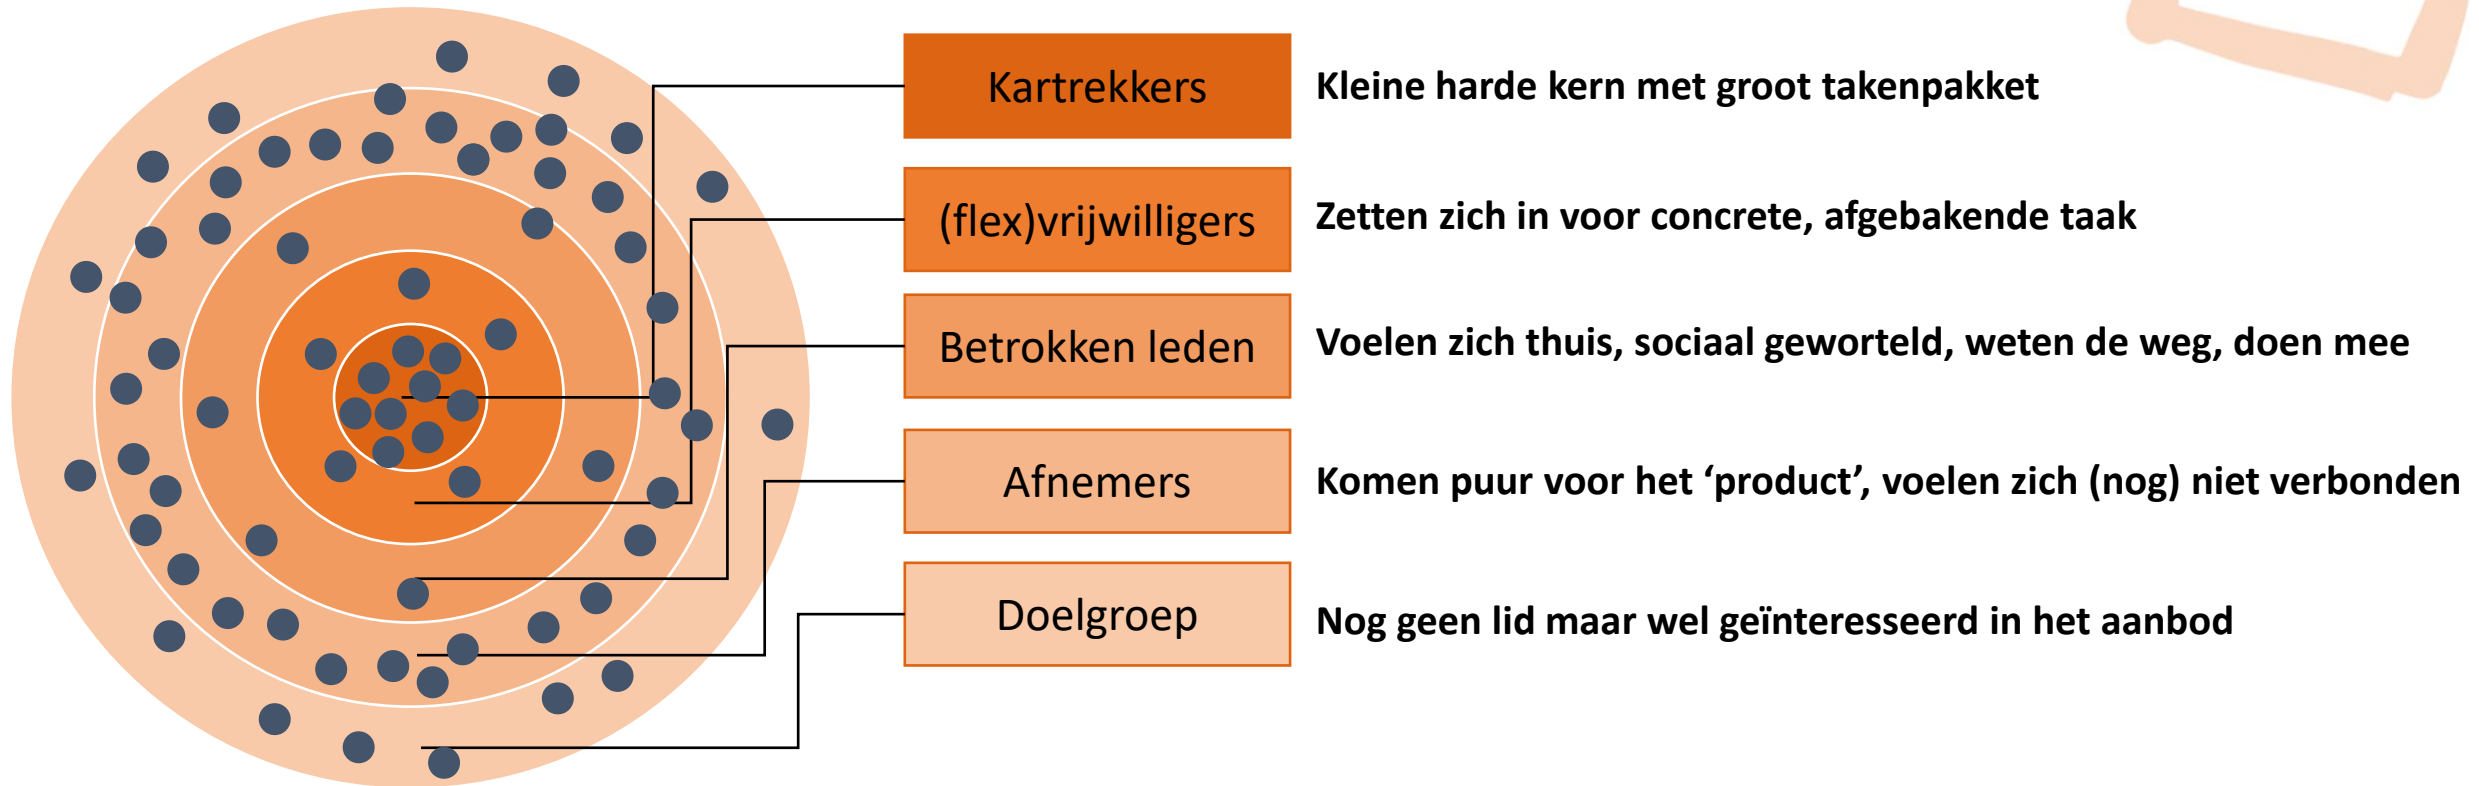 Kartrekkers
Kleine harde kern met groot takenpakket
(flex)vrijwilligers
Zetten zich in voor concrete, afgebakende taak
Betrokken leden
Voelen zich thuis, sociaal geworteld, weten de weg, doen mee
Afnemers
Komen puur voor het ‘product’, voelen zich (nog) niet verbonden
Doelgroep
Nog geen lid maar wel geïnteresseerd in het aanbod